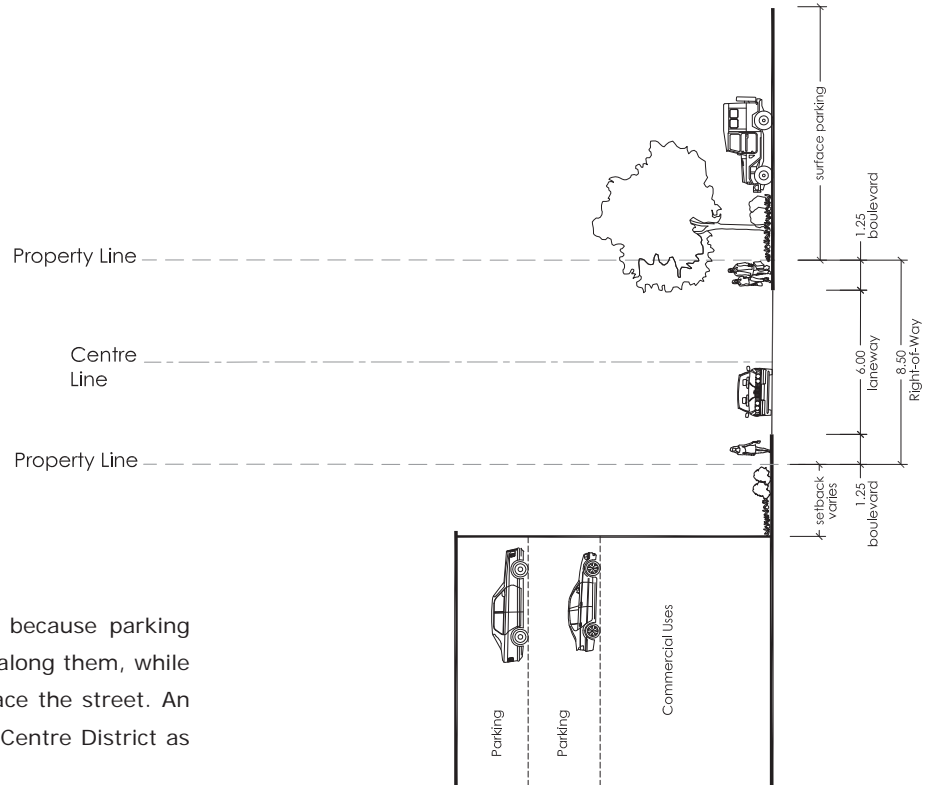 surface parking
1.25
boulevard
Property Line
Centre
Line
6.00
laneway
8.50
Right-of-Way
Property Line
setback
varies
1.25
boulevard
because parking
along them, while
ace the street. An
Centre District as
Parking
Parking
Commercial Uses